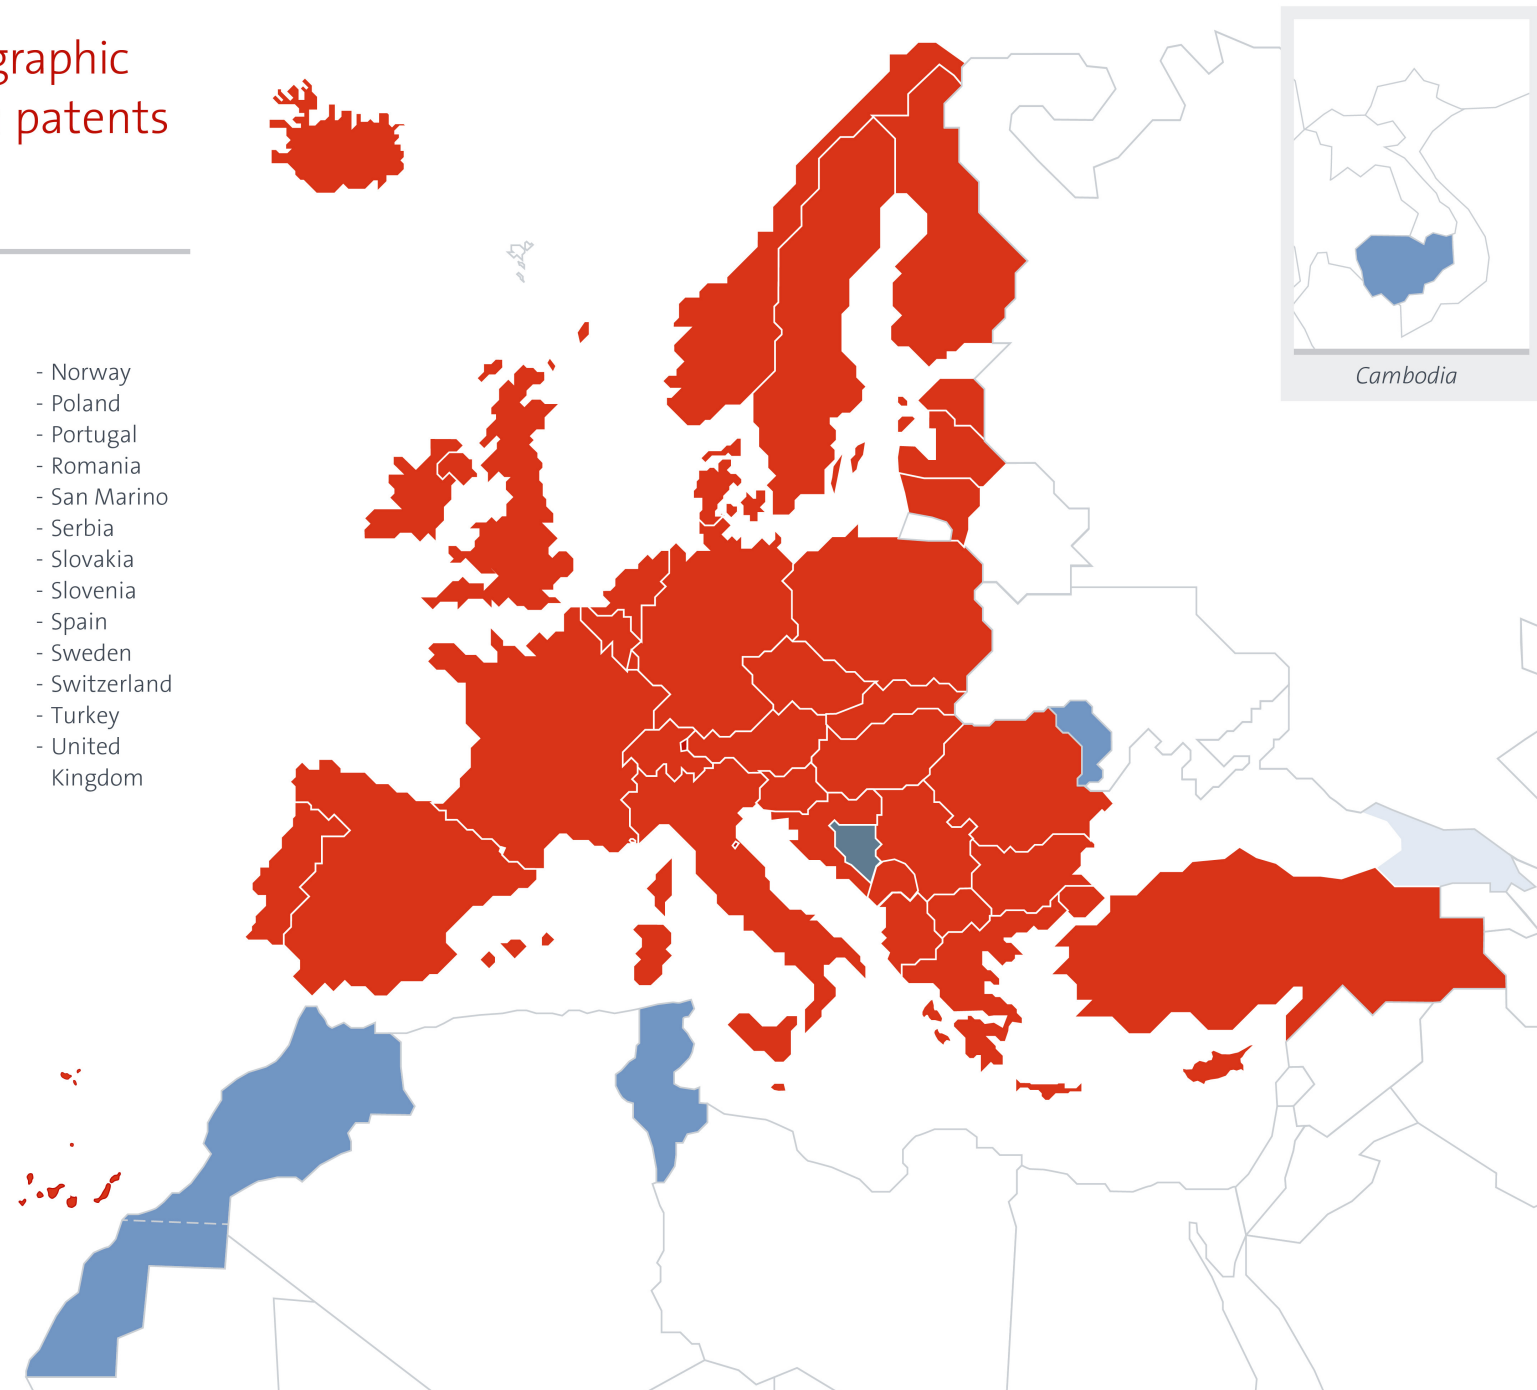 graphic
patents
- Norway
- Poland
- Portugal
- Romania
- San Marino
- Serbia
- Slovakia
- Slovenia
- Spain
- Sweden
- Switzerland
- Turkey
- United
Kingdom
Cambodia